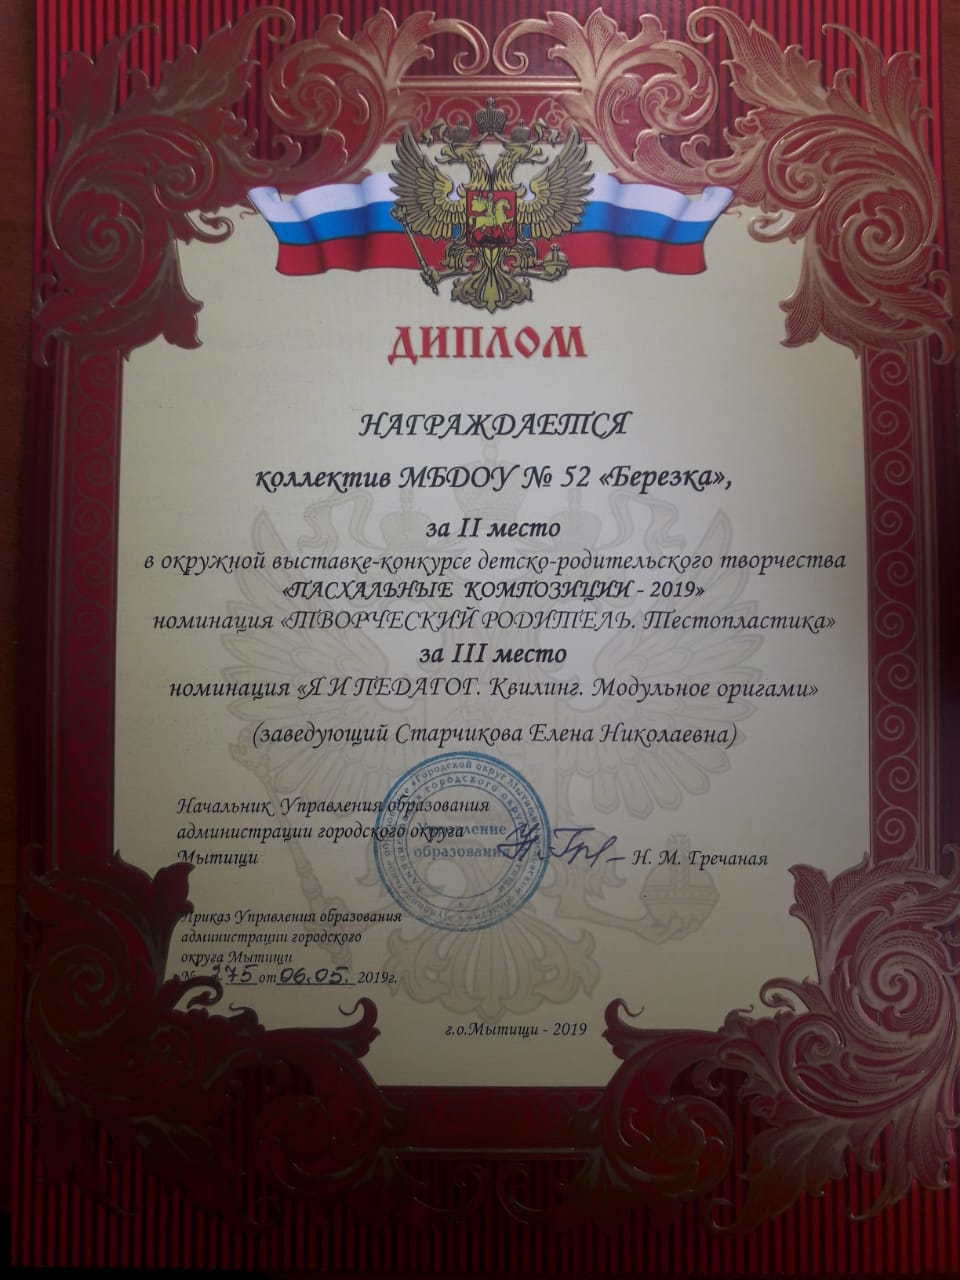 ДИПЛОМ
НАГРАЖДАЕТСЯ
коллектив МБДОУ № 52 «Березка»,
за II место
в окружной выставке-конкурсе детско-родительского творчества
«ПАСХАЛЬНЫЕ КОМПОЗИЦИИ - 2019»
номинация «ТВОРЧЕСКИЙ РОДИТЕЛЬ. Тестопластика»
за III место
номинация «Я И ПЕДАГОГ. Квилинг. Модульное оригами»
(заведующий Старчикова Елена Николаевна)
Начальник Управления образования
администрации городского округа
Мытищи
Н. М. Гречаная
Управление
образования
Приказ Управления образования
администрации городского
округа Мытищи
№ 275 от 06.05. 2019г.
г.о.Мытищи - 2019